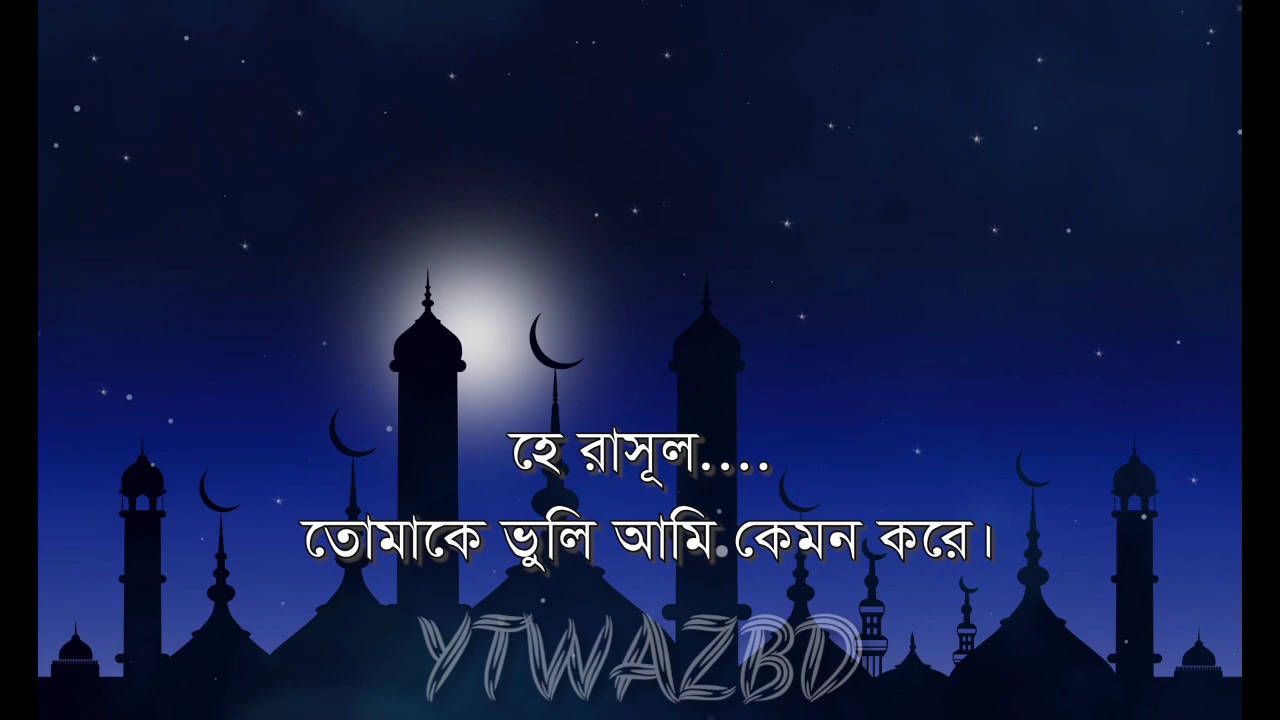 হে রাসূল....
তোমাকে ভুলি আমি কেমন করে।
YTWAZBD